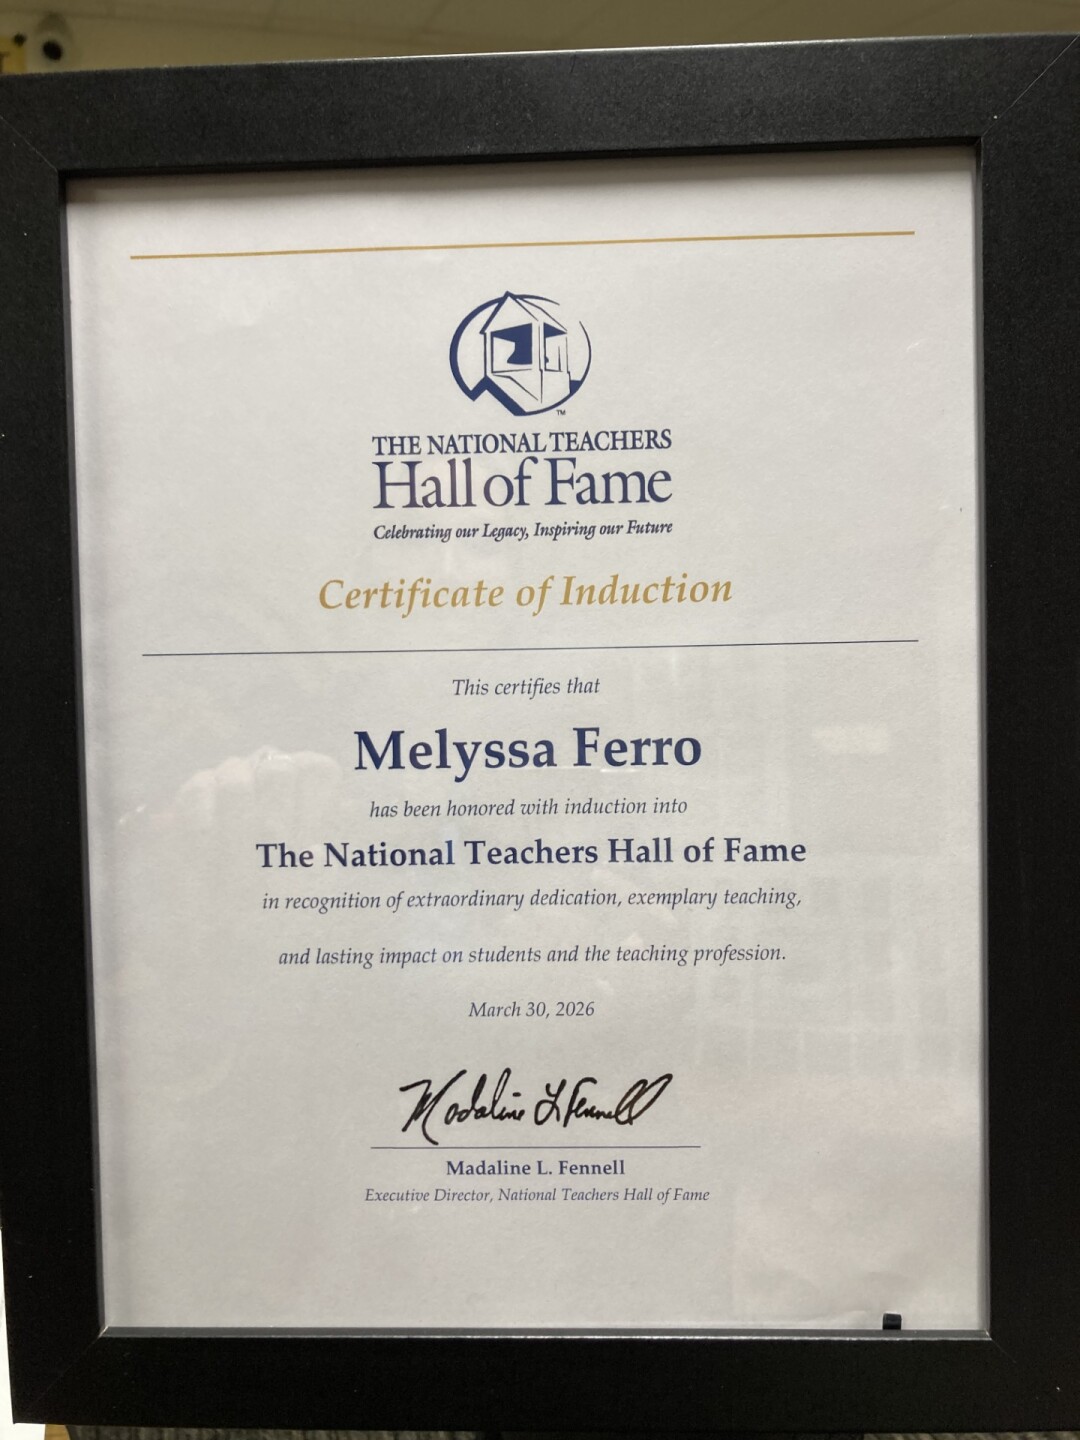 TM
THE NATIONAL TEACHERS
Hall of Fame
Celebrating our Legacy, Inspiring our Future
Certificate of Induction
This certifies that
Melyssa Ferro
has been honored with induction into
The National Teachers Hall of Fame
in recognition of extraordinary dedication, exemplary teaching,
and lasting impact on students and the teaching profession.
March 30, 2026
Madaline L Fennell
Madaline L. Fennell
Executive Director, National Teachers Hall of Fame